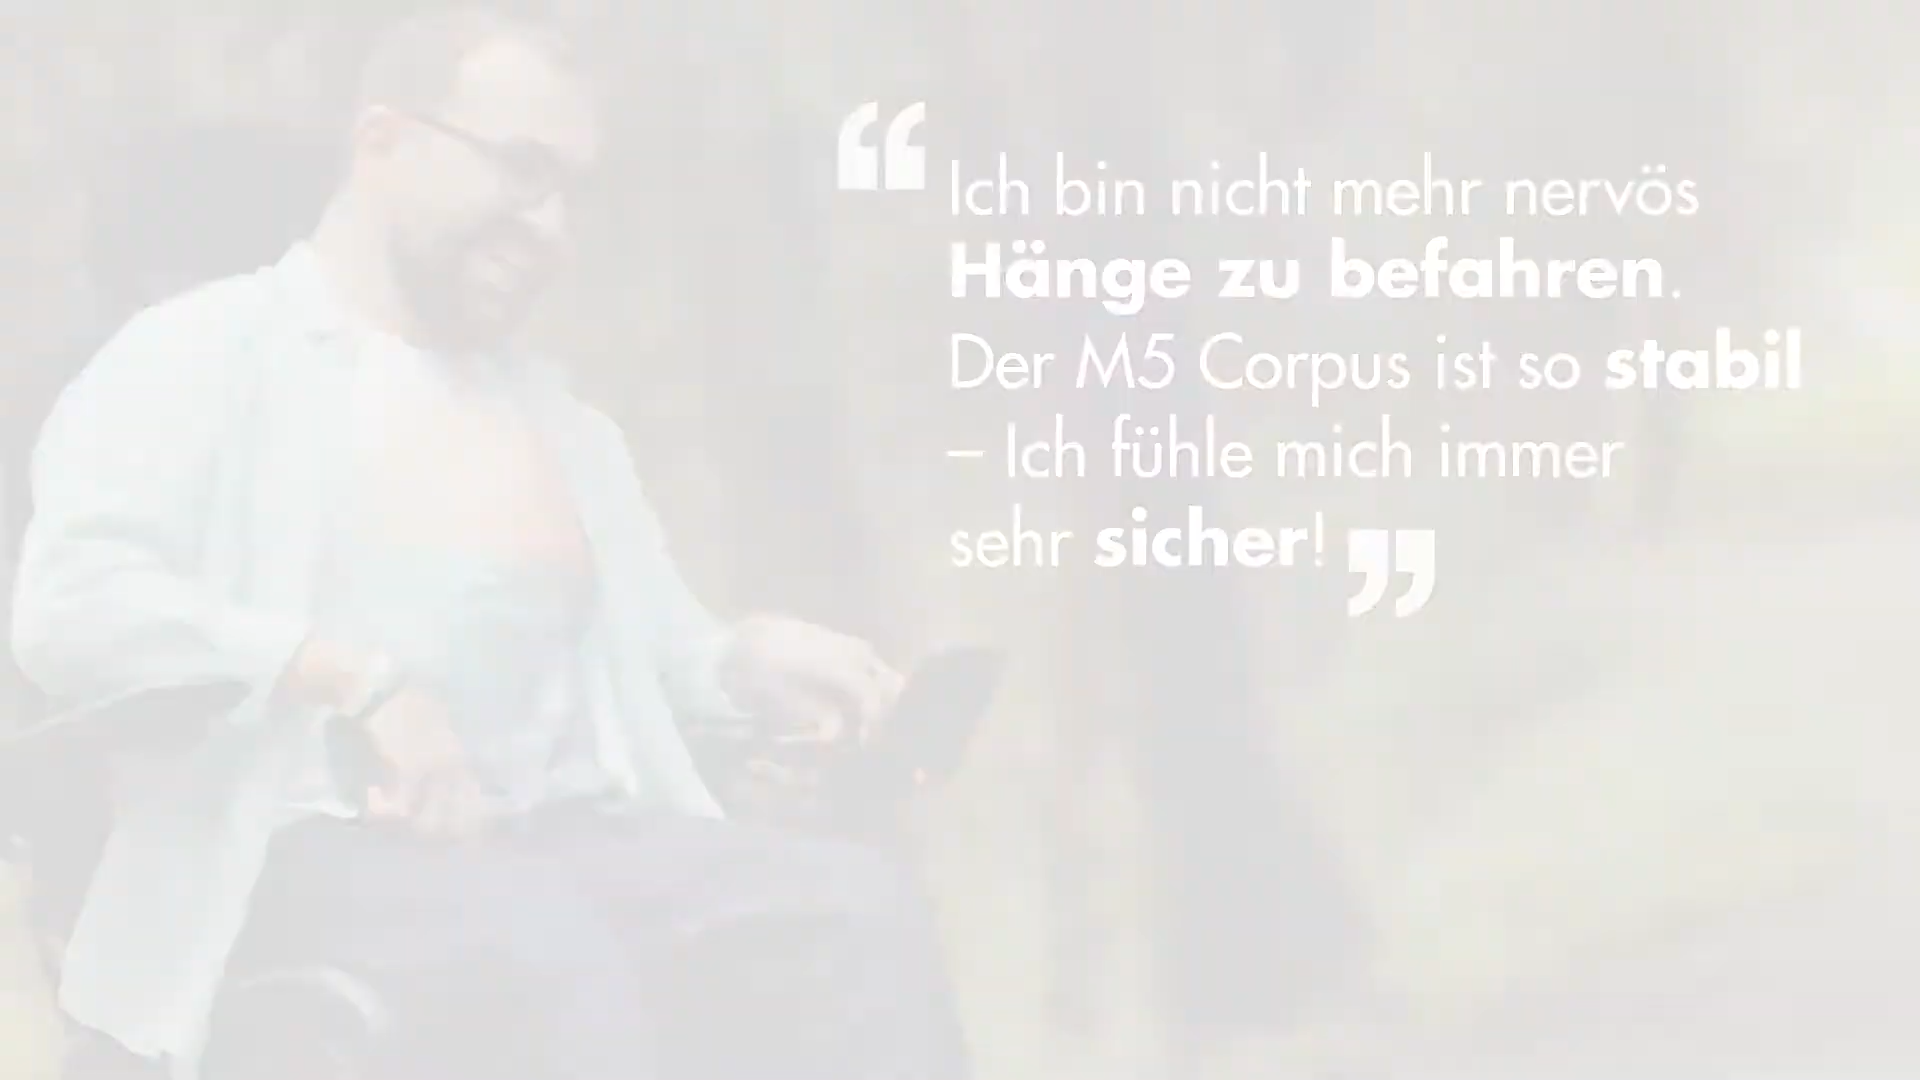 “Ich bin nicht mehr nervös
Hänge zu befahren.
Der M5 Corpus ist so stabil
– Ich fühle mich immer
sehr sicher!”